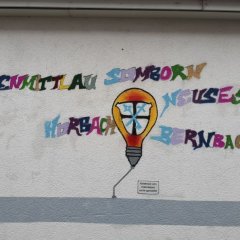 ENMITTLAU SOMBORN
NEUSES
HORBACH
BERNBAC